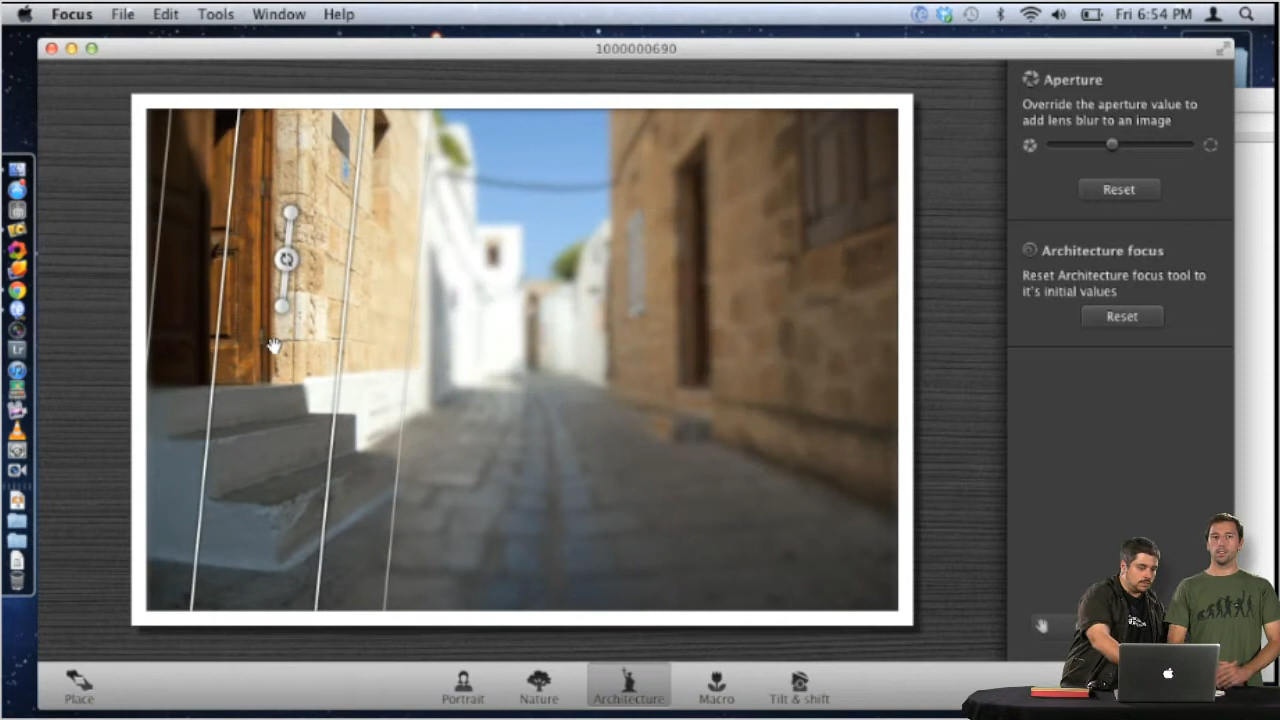 Focus File Edit Tools Window Help Fri 6:54 PM
1000000690
Aperture
Override the aperture value to
add lens blur to an image
Reset
Architecture focus
Reset Architecture focus tool to
it's initial values
Reset
Lr
Place Portrait Nature Architecture Macro Tilt & shift